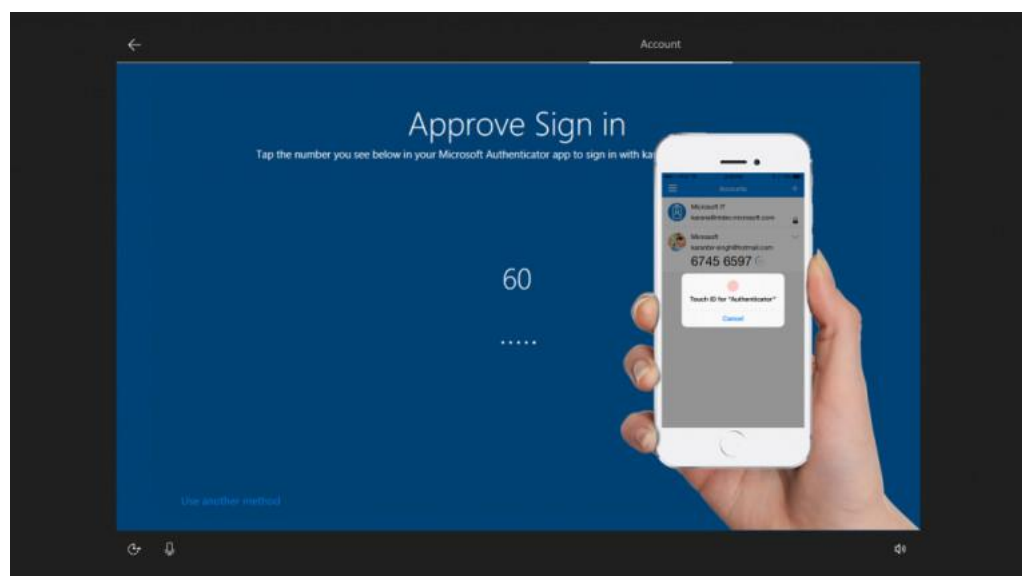 Account
Approve Sign in
Tap the number you see below in your Microsoft Authenticator app to sign in with ka
60
Use another method
Accounts
Microsoft IT
Microsoft
6745 6597
Touch ID for "Authenticator"
Cancel